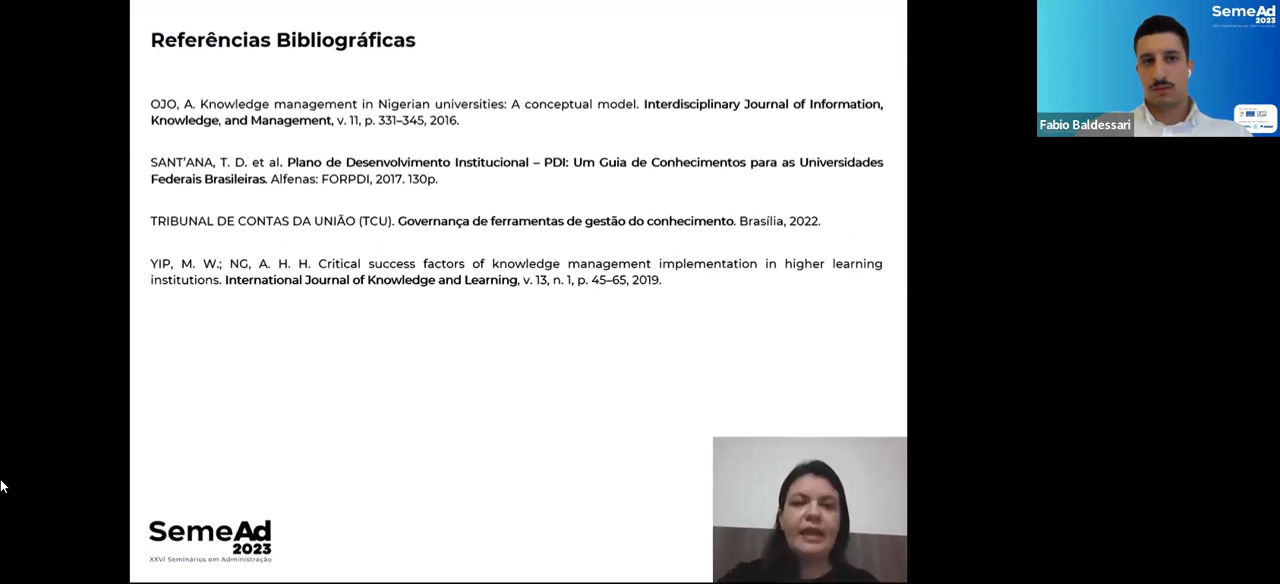 Referências Bibliográficas
OJO, A. Knowledge management in Nigerian universities: A conceptual model. Interdisciplinary Journal of Information,
Knowledge, and Management, v. 11, p. 331–345, 2016.
SANT'ANA, T. D. et al. Plano de Desenvolvimento Institucional – PDI: Um Guia de Conhecimentos para as Universidades
Federais Brasileiras. Alfenas: FORPDI, 2017. 130p.
TRIBUNAL DE CONTAS DA UNIÃO (TCU). Governança de ferramentas de gestão do conhecimento. Brasília, 2022.
YIP, M. W.; NG, A. H. H. Critical success factors of knowledge management implementation in higher learning
institutions. International Journal of Knowledge and Learning, v. 13, n. 1, p. 45–65, 2019.
SemeAd
2023
XXVI Seminários em Administração
SemeAd
2023
Fabio Baldessari